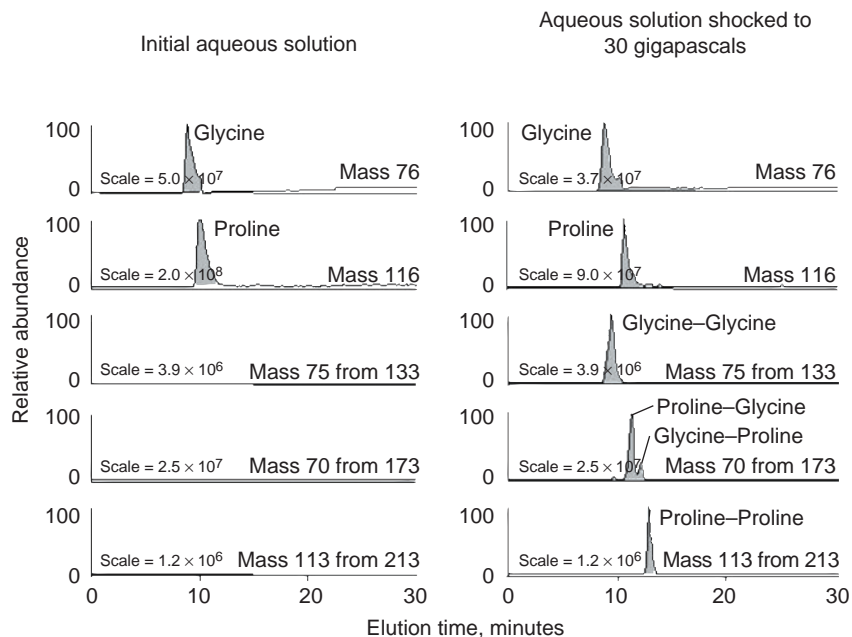 Initial aqueous solution
Aqueous solution shocked to
30 gigapascals
Relative abundance
100
Glycine
Scale = 5.0 × 10⁷
Mass 76
0
100
Proline
Scale = 2.0 × 10⁸
Mass 116
0
100
Scale = 3.9 × 10⁶
Mass 75 from 133
0
100
Scale = 2.5 × 10⁷
Mass 70 from 173
0
100
Scale = 1.2 × 10⁶
Mass 113 from 213
0
0 10 20 30
100
Glycine
Scale = 3.7 × 10⁷
Mass 76
0
100
Proline
Scale = 9.0 × 10⁷
Mass 116
0
100
Glycine–Glycine
Scale = 3.9 × 10⁶
Mass 75 from 133
0
100
Proline–Glycine
Glycine–Proline
Scale = 2.5 × 10⁷
Mass 70 from 173
0
100
Proline–Proline
Scale = 1.2 × 10⁶
Mass 113 from 213
0
0 10 20 30
Elution time, minutes